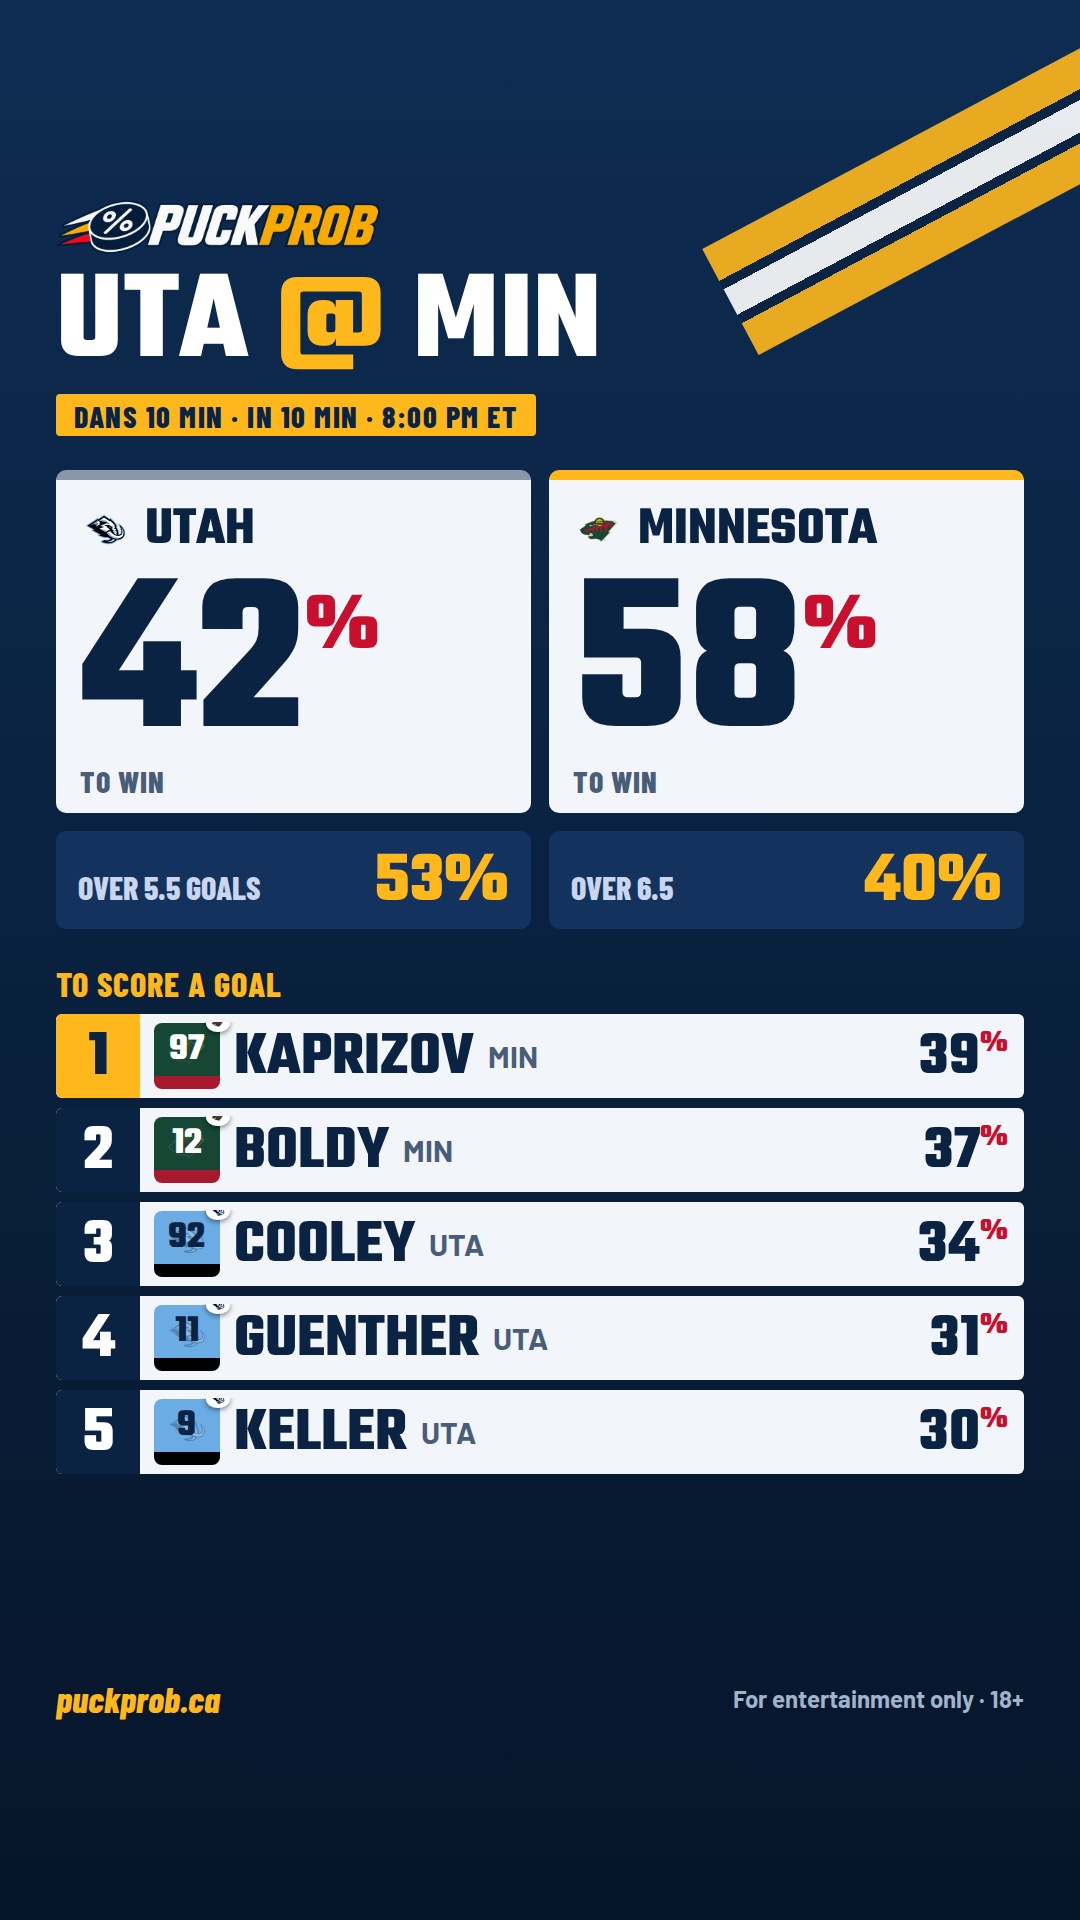 % PUCKPROB
UTA @ MIN
DANS 10 MIN · IN 10 MIN · 8:00 PM ET
UTAH
42%
TO WIN
MINNESOTA
58%
TO WIN
OVER 5.5 GOALS 53%
OVER 6.5 40%
TO SCORE A GOAL
1 97 KAPRIZOV MIN 39%
2 12 BOLDY MIN 37%
3 92 COOLEY UTA 34%
4 11 GUENTHER UTA 31%
5 9 KELLER UTA 30%
puckprob.ca
For entertainment only · 18+